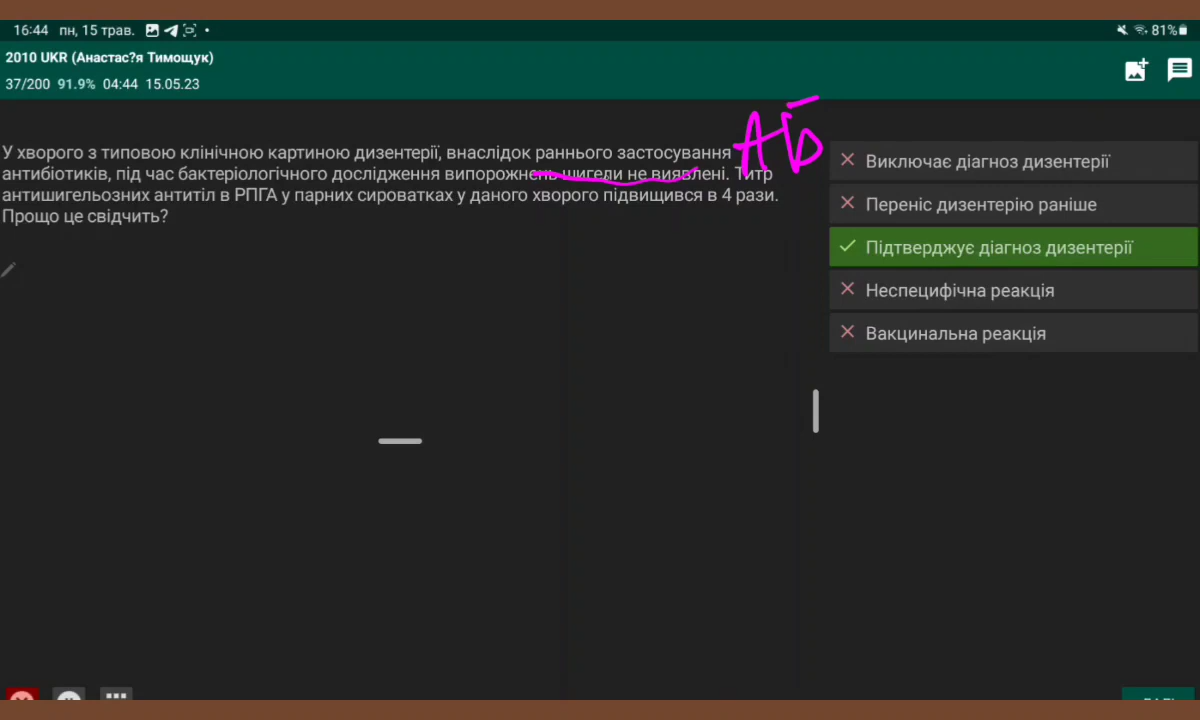 16:44 пн, 15 трав. 81%
2010 UKR (Анастас?я Тимощук)
37/200 91.9% 04:44 15.05.23
АБ
У хворого з типовою клінічною картиною дизентерії, внаслідок раннього застосування
антибіотиків, під час бактеріологічного дослідження випорожнень шигели не виявлені. Титр
антишигельозних антитіл в РПГА у парних сироватках у даного хворого підвищився в 4 рази.
Прощо це свідчить?
Виключає діагноз дизентерії
Переніс дизентерію раніше
Підтверджує діагноз дизентерії
Неспецифічна реакція
Вакцинальна реакція